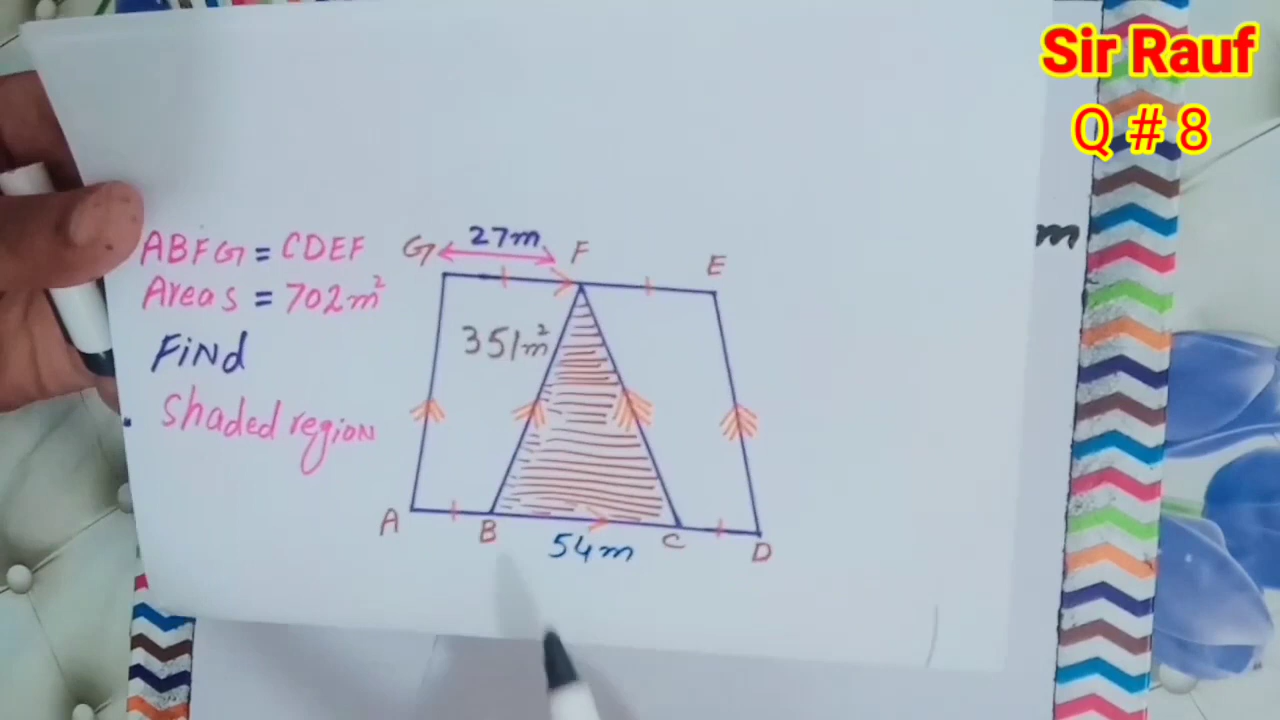 Sir Rauf
Q # 8
ABFG = CDEF
Areas = 702m²
FiNd
Shaded region
G 27m F E
351m²
A B 54m C D
m